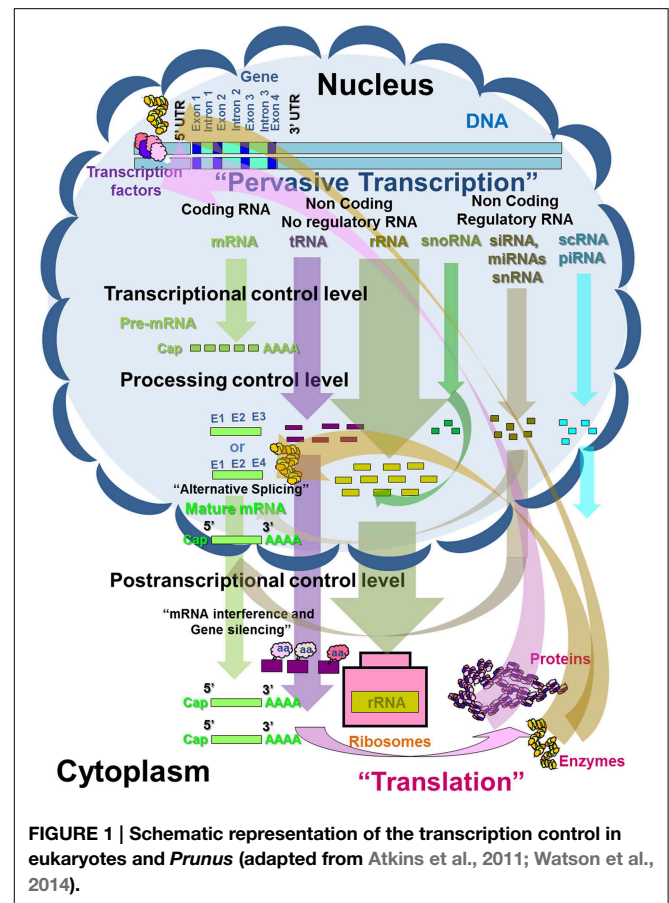 Nucleus
Gene
5' UTR
Exon 1
Intron 1
Exon 2
Intron 2
Exon 3
Intron 3
Exon 4
3' UTR
DNA
Transcription
factors
“Pervasive Transcription”
Coding RNA
Non Coding
No regulatory RNA
Non Coding
Regulatory RNA
mRNA
tRNA
rRNA
snoRNA
siRNA,
miRNAs
snRNA
scRNA
piRNA
Transcriptional control level
Pre-mRNA
Cap
AAAA
Processing control level
E1 E2 E3
or
E1 E2 E4
“Alternative Splicing”
Mature mRNA
5' 3'
Cap AAAA
Postranscriptional control level
“mRNA interference and
Gene silencing”
aa aa aa
5' 3'
Cap AAAA
5' 3'
Cap AAAA
rRNA
Ribosomes
Proteins
Enzymes
Cytoplasm
“Translation”
FIGURE 1 | Schematic representation of the transcription control in
eukaryotes and Prunus (adapted from Atkins et al., 2011; Watson et al.,
2014).